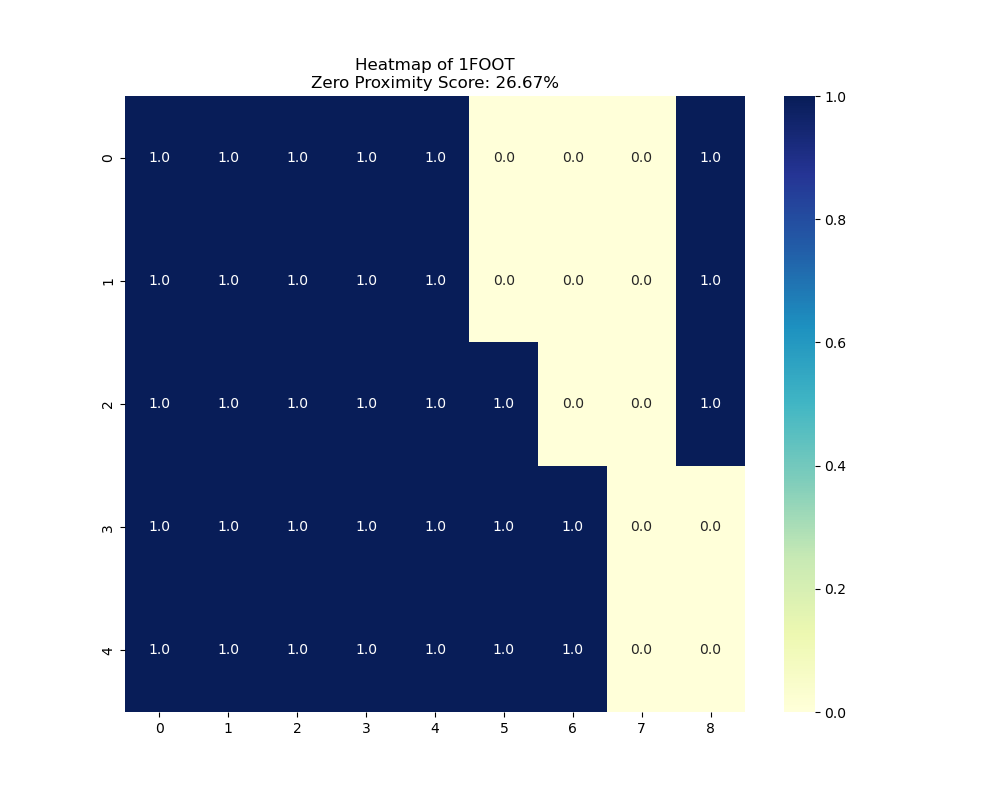 Heatmap of 1FOOT
Zero Proximity Score: 26.67%
0 1.0 1.0 1.0 1.0 1.0 0.0 0.0 0.0 1.0
1 1.0 1.0 1.0 1.0 1.0 0.0 0.0 0.0 1.0
2 1.0 1.0 1.0 1.0 1.0 1.0 0.0 0.0 1.0
3 1.0 1.0 1.0 1.0 1.0 1.0 1.0 0.0 0.0
4 1.0 1.0 1.0 1.0 1.0 1.0 1.0 0.0 0.0
0 1 2 3 4 5 6 7 8
1.0
0.8
0.6
0.4
0.2
0.0